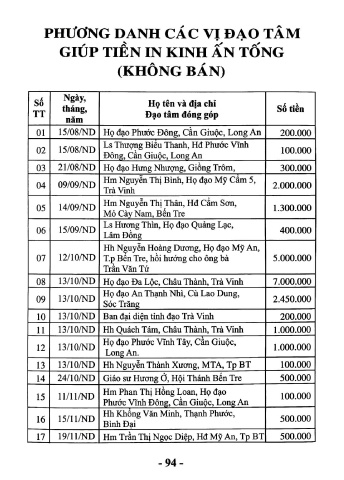 PHƯƠNG DANH CÁC VỊ ĐẠO TÂM
GIÚP TIỀN IN KINH ẤN TỐNG
(KHÔNG BÁN)
Số TT | Ngày, tháng, năm | Họ tên và địa chỉ Đạo tâm đóng góp | Số tiền
01 15/08/ND Họ đạo Phước Đông, Cần Giuộc, Long An 200.000
02 15/08/ND Ls Thượng Biểu Thanh, Hđ Phước Vĩnh
Đông, Cần Giuộc, Long An 100.000
03 21/08/ND Họ đạo Hưng Nhượng, Giồng Trôm, 300.000
04 09/09/ND Hm Nguyễn Thị Bình, Họ đạo Mỹ Cẩm 5,
Trà Vinh 2.000.000
05 14/09/ND Hm Nguyễn Thị Thân, Hđ Cẩm Sơn,
Mỏ Cày Nam, Bến Tre 1.300.000
06 15/09/ND Ls Hương Thìn, Họ đạo Quảng Lạc,
Lâm Đồng 400.000
07 12/10/ND Hh Nguyễn Hoàng Dương, Họ đạo Mỹ An,
T.p Bến Tre, hồi hướng cho ông bà
Trần Văn Tứ 5.000.000
08 13/10/ND Họ đạo Đa Lộc, Châu Thành, Trà Vinh 7.000.000
09 13/10/ND Họ đạo An Thạnh Nhì, Cù Lao Dung,
Sóc Trăng 2.450.000
10 13/10/ND Ban đại diện tỉnh đạo Trà Vinh 200.000
11 13/10/ND Hh Quách Tám, Châu Thành, Trà Vinh 1.000.000
12 13/10/ND Họ đạo Phước Vĩnh Tây, Cần Giuộc,
Long An. 1.000.000
13 13/10/ND Hh Nguyễn Thành Xương, MTA, Tp BT 100.000
14 24/10/ND Giáo sư Hương Ở, Hội Thánh Bến Tre 500.000
15 11/11/ND Hm Phan Thị Hồng Loan, Họ đạo
Phước Vĩnh Đông, Cần Giuộc, Long An 100.000
16 15/11/ND Hh Khổng Văn Minh, Thạnh Phước,
Bình Đại 500.000
17 19/11/ND Hm Trần Thị Ngọc Diệp, Hđ Mỹ An, Tp BT 500.000
- 94 -